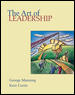 The Art of
LEADERSHIP
George Manning
Kent Curtis